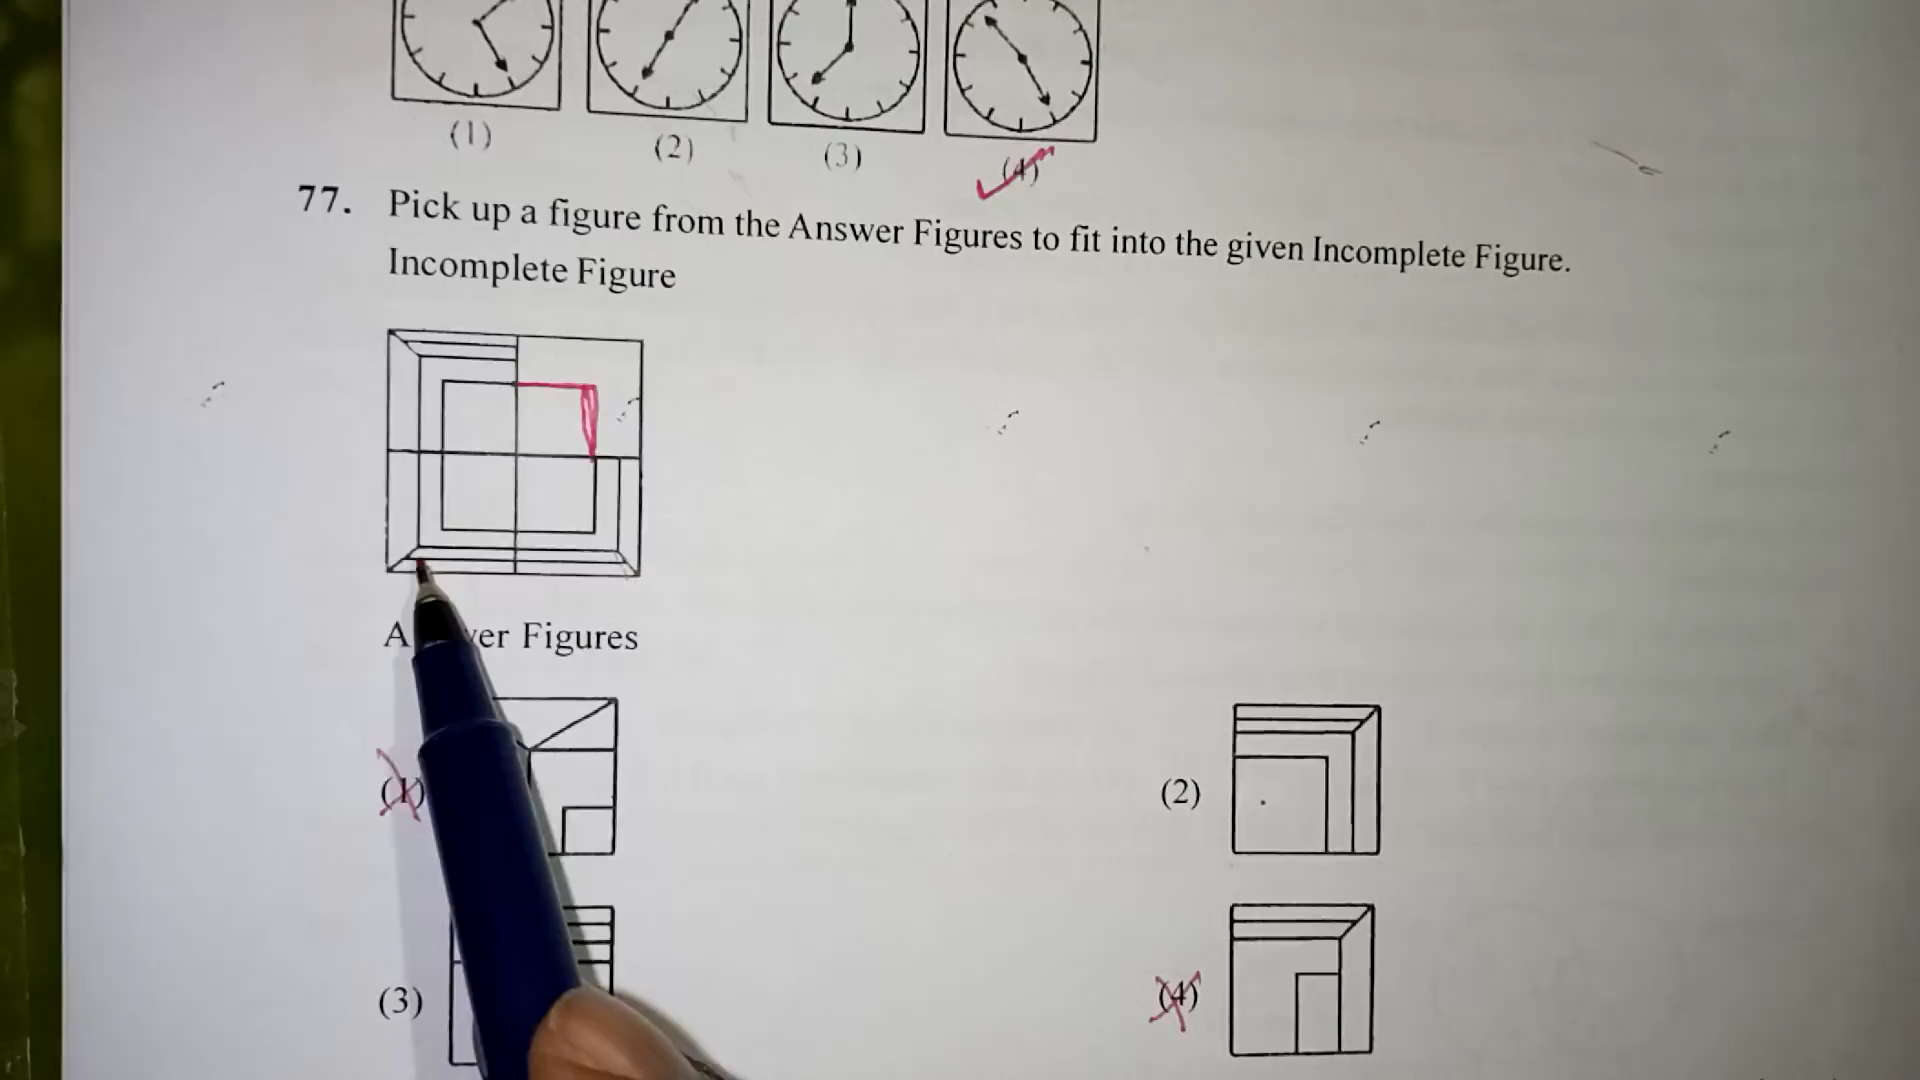 (1) (2) (3) (4)
77. Pick up a figure from the Answer Figures to fit into the given Incomplete Figure.
Incomplete Figure
Figures
(1) (2)
(3) (4)